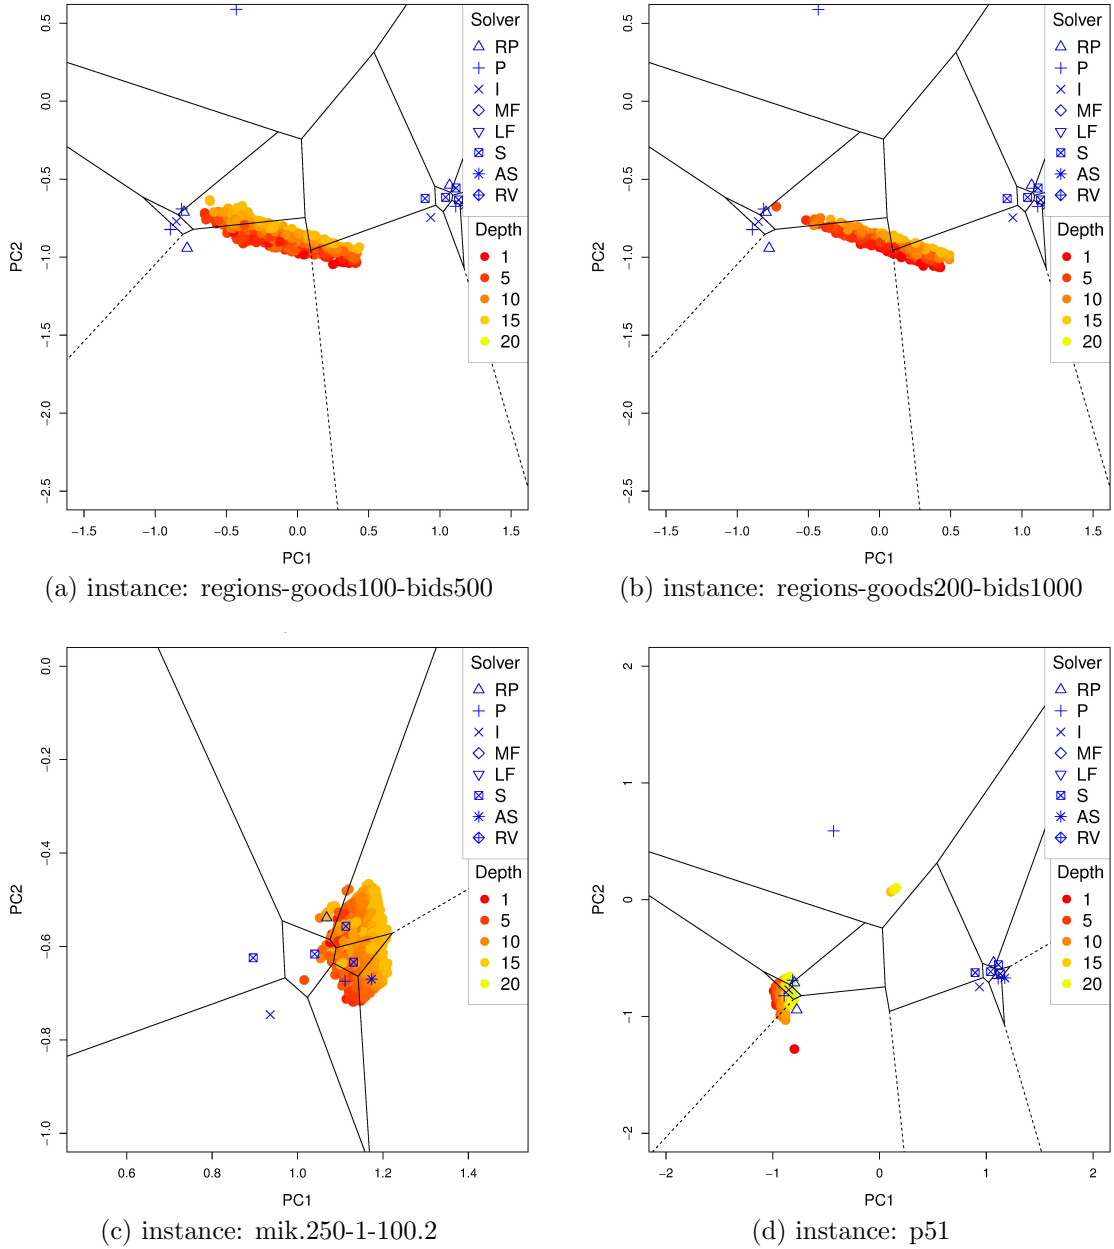 Solver
RP
P
I
MF
LF
S
AS
RV
Depth
1
5
10
15
20
0.5
0.0
−0.5
−1.0
−1.5
−2.0
−2.5
PC2
−1.5 −1.0 −0.5 0.0 0.5 1.0 1.5
PC1
(a) instance: regions-goods100-bids500
Solver
RP
P
I
MF
LF
S
AS
RV
Depth
1
5
10
15
20
0.5
0.0
−0.5
−1.0
−1.5
−2.0
−2.5
PC2
−1.5 −1.0 −0.5 0.0 0.5 1.0 1.5
PC1
(b) instance: regions-goods200-bids1000
Solver
RP
P
I
MF
LF
S
AS
RV
Depth
1
5
10
15
20
0.0
−0.2
−0.4
−0.6
−0.8
−1.0
PC2
0.6 0.8 1.0 1.2 1.4
PC1
(c) instance: mik.250-1-100.2
Solver
RP
P
I
MF
LF
S
AS
RV
Depth
1
5
10
15
20
2
1
0
−1
−2
PC2
−2 −1 0 1 2
PC1
(d) instance: p51